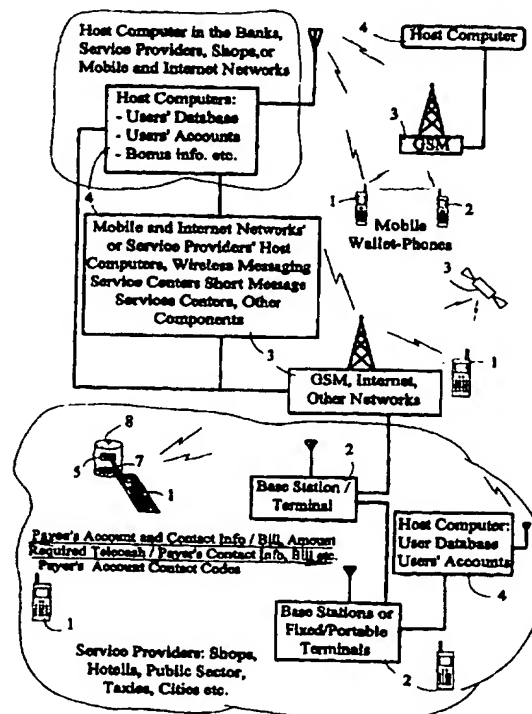 Host Computer in the Banks,
Service Providers, Shops,or
Mobile and Internet Networks
Host Computers:
- Users' Database
- Users' Accounts
- Bonus info. etc.
4
4
Host Computer
3
GSM
1
2
Mobile
Wallet-Phones
Mobile and Internet Networks'
or Service Providers' Host
Computers, Wireless Messaging
Service Centers Short Message
Services Centers, Other
Components
3
3
1
GSM, Internet,
Other Networks
8
5
7
1
2
Base Station /
Terminal
Host Computer:
User Database
Users' Accounts
4
Payer's Account and Contact Info / Bill, Amount
Required Telecash / Payer's Contact Info, Bill etc.
Payer's Account Contact Codes
1
Base Stations or
Fixed/Portable
Terminals
2
Service Providers: Shops,
Hotells, Public Sector,
Taxies, Cities etc.